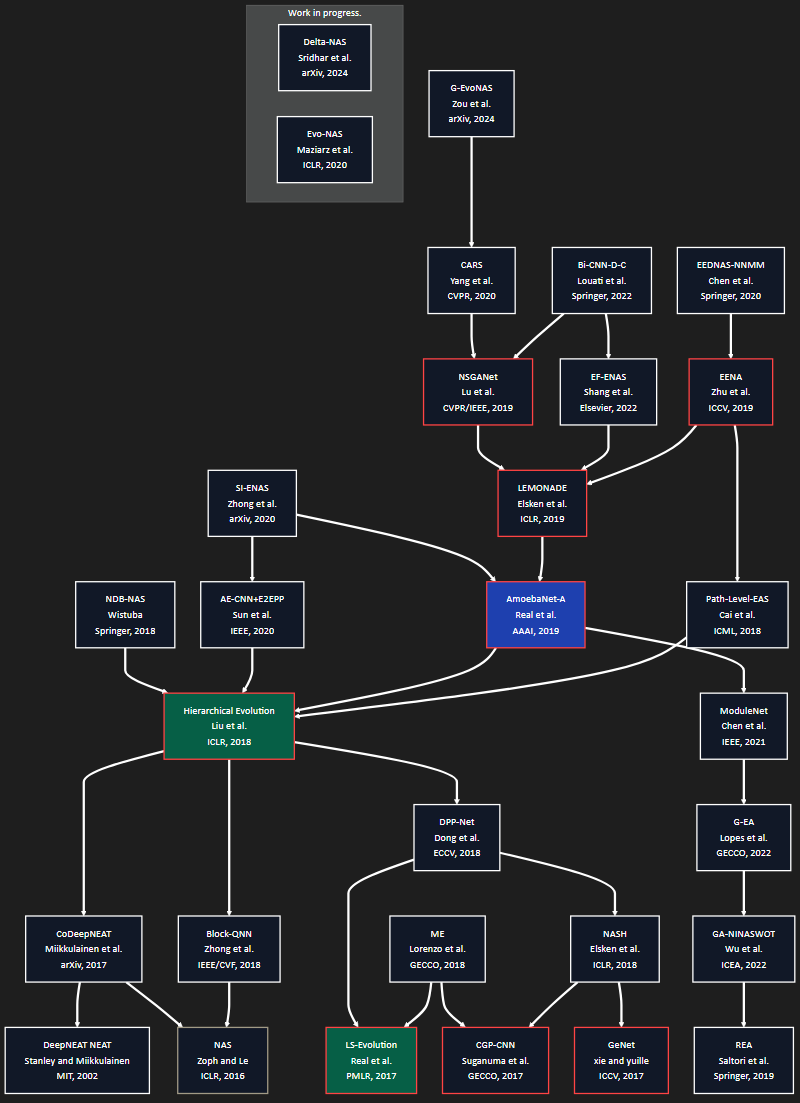 Work in progress.
Delta-NAS
Sridhar et al.
arXiv, 2024
Evo-NAS
Maziarz et al.
ICLR, 2020
G-EvoNAS
Zou et al.
arXiv, 2024
CARS
Yang et al.
CVPR, 2020
Bi-CNN-D-C
Louati et al.
Springer, 2022
EEDNAS-NNMM
Chen et al.
Springer, 2020
NSGANet
Lu et al.
CVPR/IEEE, 2019
EF-ENAS
Shang et al.
Elsevier, 2022
EENA
Zhu et al.
ICCV, 2019
SI-ENAS
Zhong et al.
arXiv, 2020
LEMONADE
Elsken et al.
ICLR, 2019
NDB-NAS
Wistuba
Springer, 2018
AE-CNN+E2EPP
Sun et al.
IEEE, 2020
AmoebaNet-A
Real et al.
AAAI, 2019
Path-Level-EAS
Cai et al.
ICML, 2018
Hierarchical Evolution
Liu et al.
ICLR, 2018
ModuleNet
Chen et al.
IEEE, 2021
DPP-Net
Dong et al.
ECCV, 2018
G-EA
Lopes et al.
GECCO, 2022
CoDeepNEAT
Miikkulainen et al.
arXiv, 2017
Block-QNN
Zhong et al.
IEEE/CVF, 2018
ME
Lorenzo et al.
GECCO, 2018
NASH
Elsken et al.
ICLR, 2018
GA-NINASWOT
Wu et al.
ICEA, 2022
DeepNEAT NEAT
Stanley and Miikkulainen
MIT, 2002
NAS
Zoph and Le
ICLR, 2016
LS-Evolution
Real et al.
PMLR, 2017
CGP-CNN
Suganuma et al.
GECCO, 2017
GeNet
xie and yuille
ICCV, 2017
REA
Saltori et al.
Springer, 2019